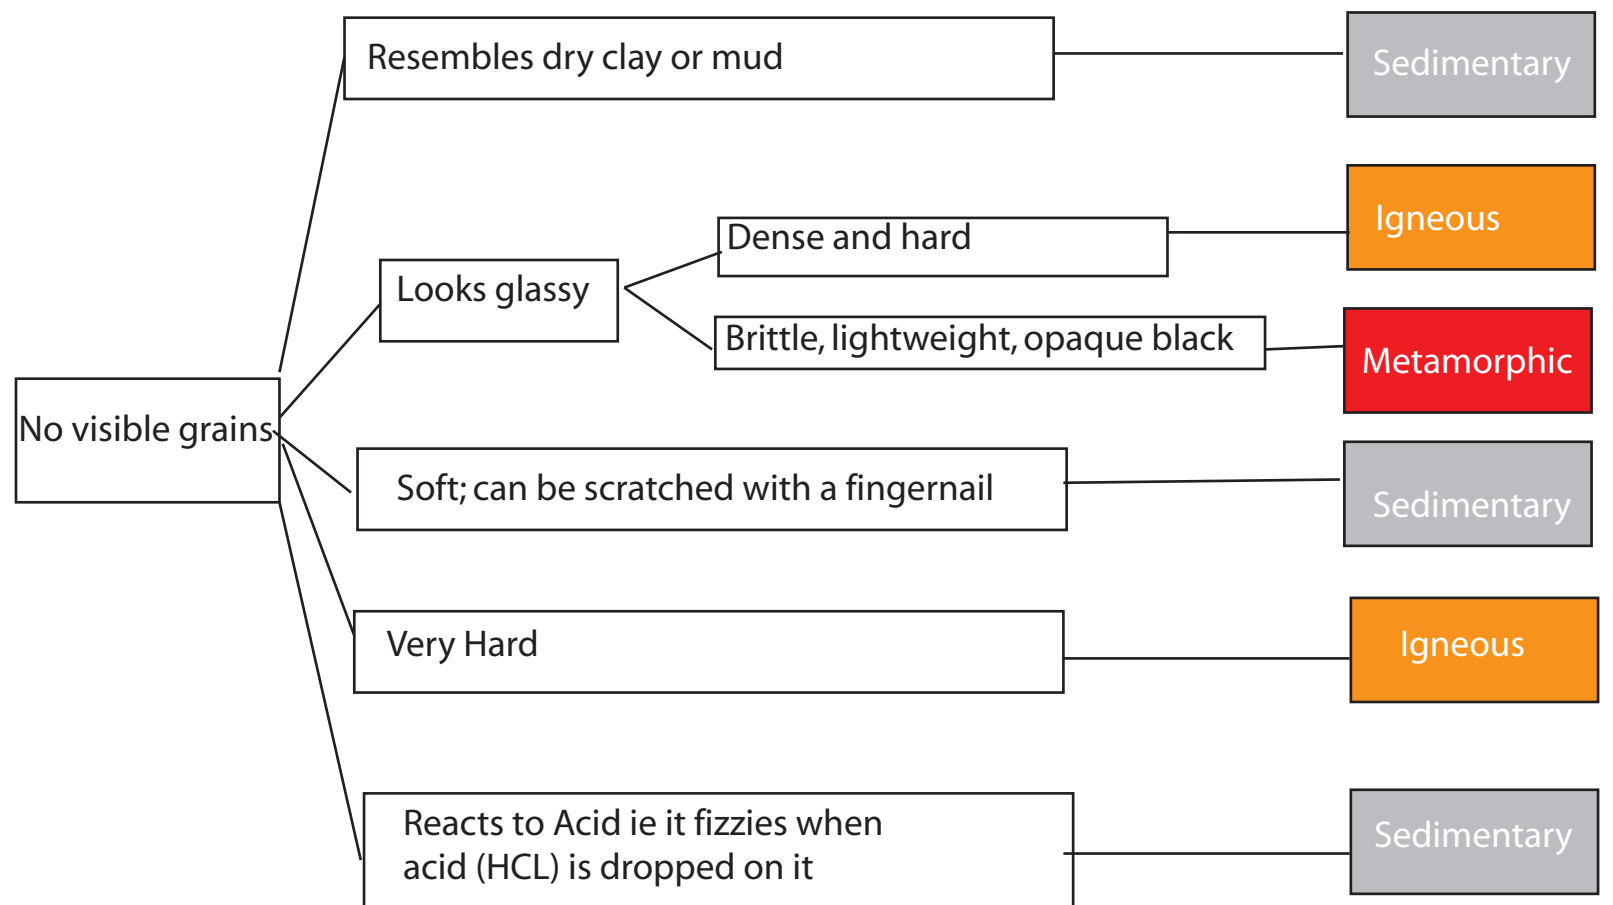 Resembles dry clay or mud
Sedimentary
Igneous
Dense and hard
Looks glassy
Brittle, lightweight, opaque black
Metamorphic
No visible grains
Soft; can be scratched with a fingernail
Sedimentary
Very Hard
Igneous
Reacts to Acid ie it fizzies when
acid (HCL) is dropped on it
Sedimentary